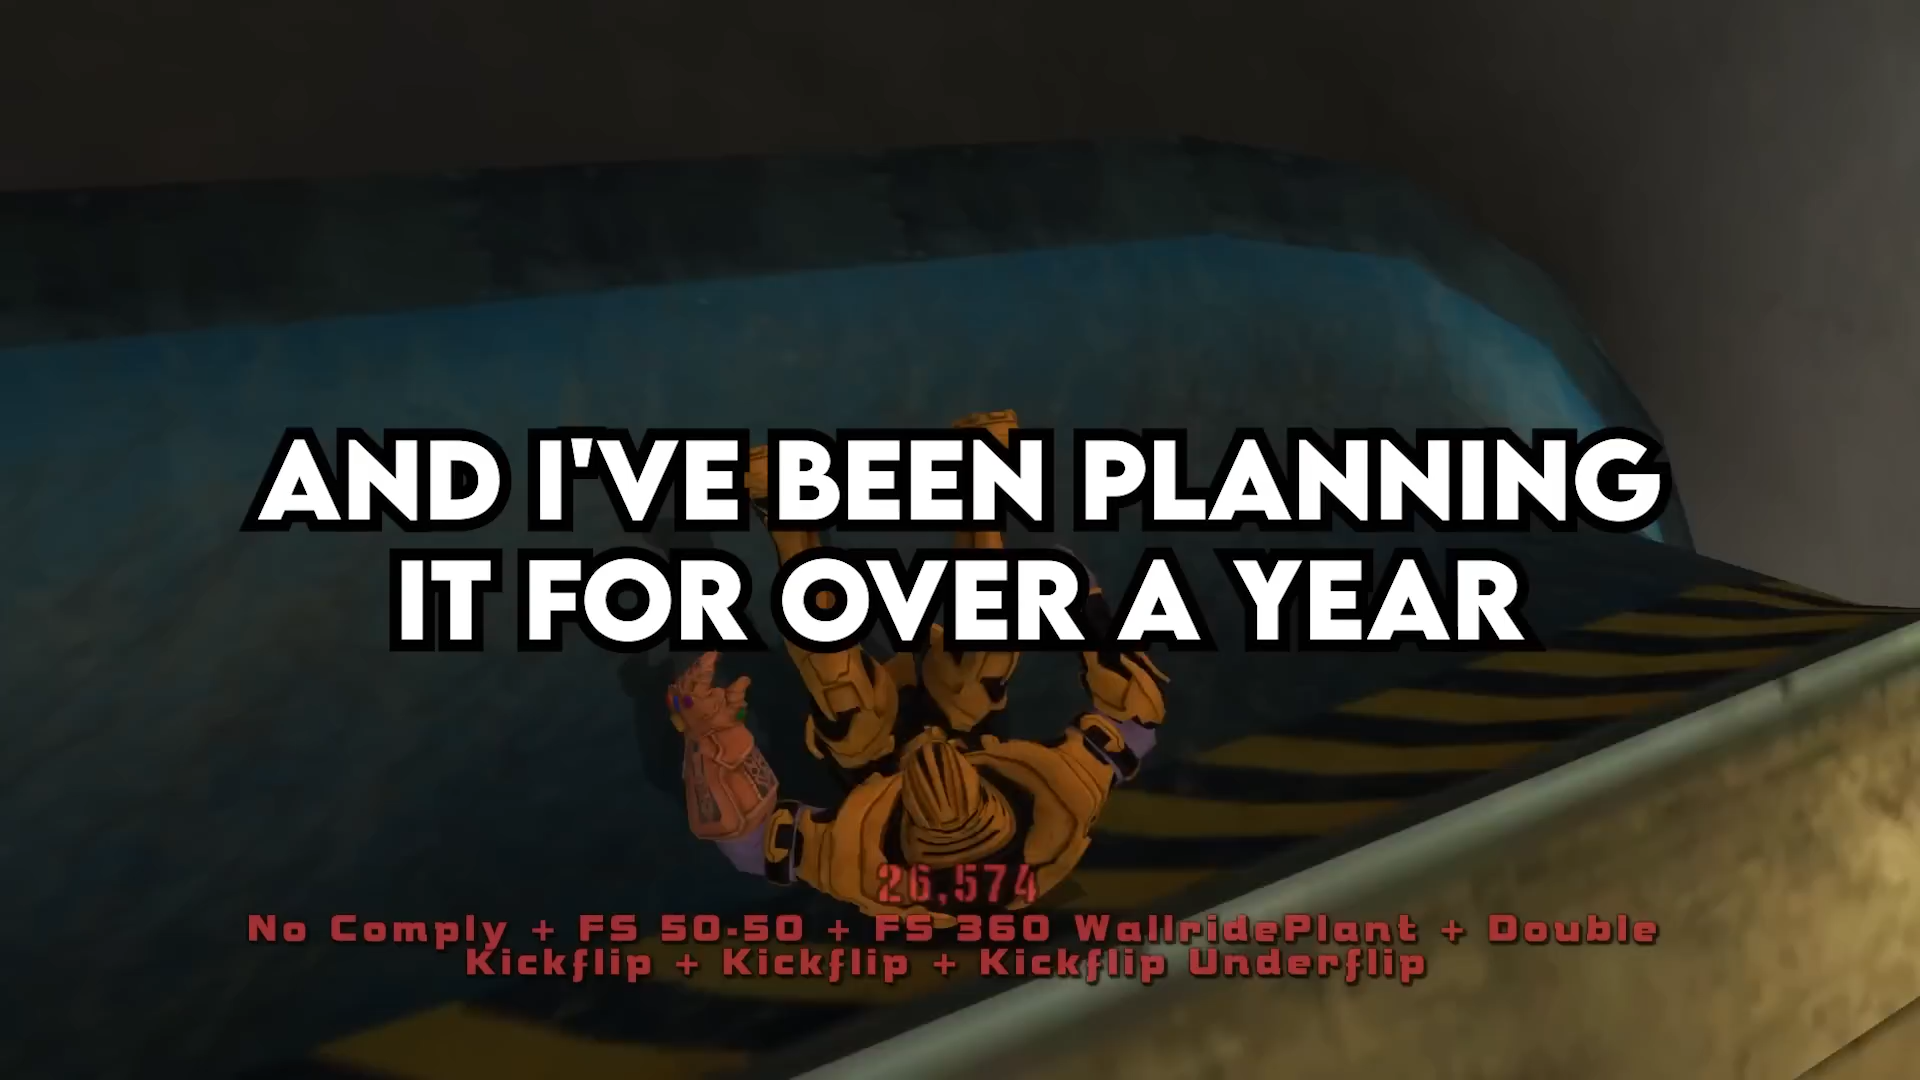 AND I'VE BEEN PLANNING
IT FOR OVER A YEAR
26,574
No Comply + FS 50-50 + FS 360 WallridePlant + Double
Kickflip + Kickflip + Kickflip Underflip